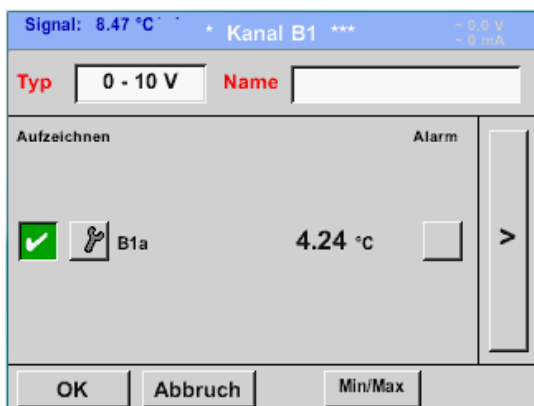 Signal: 8.47 °C * Kanal B1 *** ~ 0.0 V
~ 0 mA
Typ 0 - 10 V Name
Aufzeichnen Alarm
B1a 4.24 °C >
OK Abbruch Min/Max